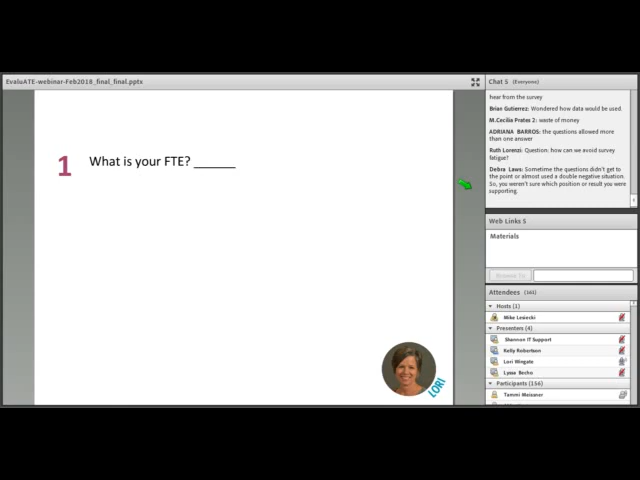 EvaluATE-webinar-Feb2018_final_final.pptx
1 What is your FTE? ______
LORI
Chat 5 (Everyone)
hear from the survey
Brian Gutierrez: Wondered how data would be used.
M.Cecilia Prates 2: waste of money
ADRIANA BARROS: the questions allowed more
than one answer
Ruth Lorenzi: Question: how can we avoid survey
fatigue?
Debra Laws: Sometime the questions didn't get to
the point or almost used a double negative situation.
So, you weren't sure which position or result you were
supporting.
Web Links 5
Materials
Browse To
Attendees (161)
Hosts (1)
Mike Lesiecki
Presenters (4)
Shannon IT Support
Kelly Robertson
Lori Wingate
Lyssa Becho
Participants (156)
Tammi Meissner